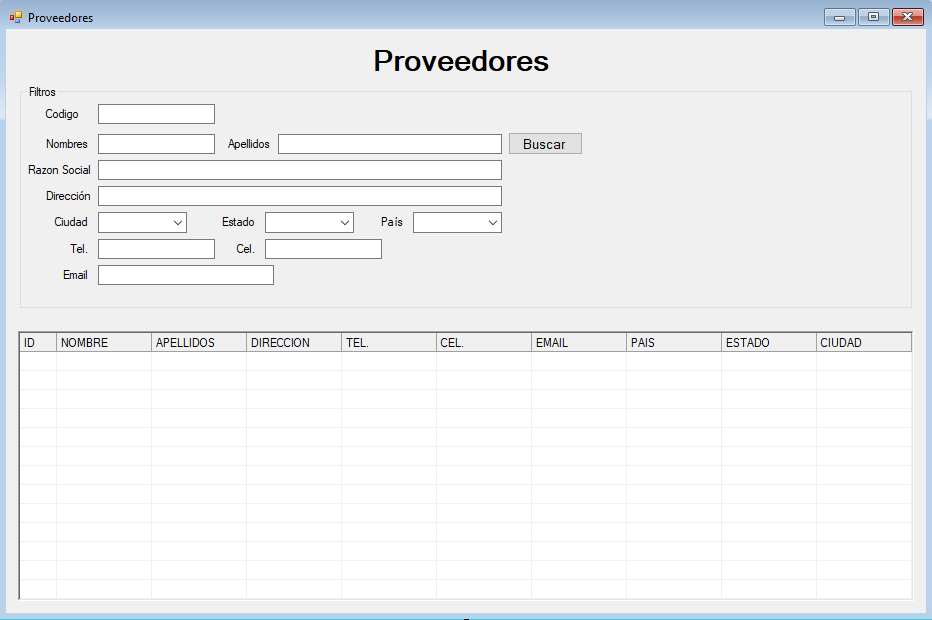 Proveedores
Proveedores
Filtros
Codigo
Nombres Apellidos Buscar
Razon Social
Dirección
Ciudad Estado País
Tel. Cel.
Email
ID NOMBRE APELLIDOS DIRECCION TEL. CEL. EMAIL PAIS ESTADO CIUDAD